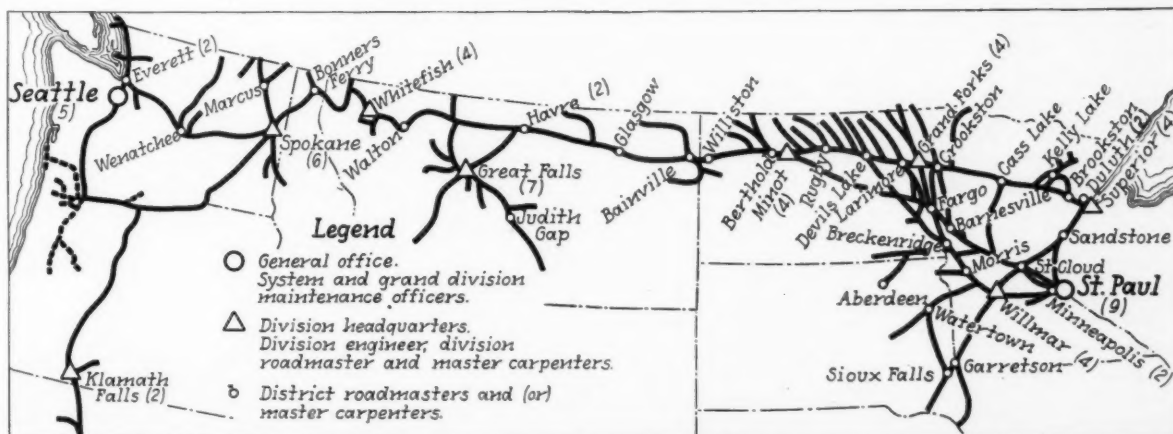 Seattle
(5)
Everett (2)
Wenatchee
Marcus
Spokane
(6)
Bonners
Ferry
Whitefish (4)
Walton
Great Falls
(7)
Judith
Gap
Havre (2)
Glasgow
Bainville
Williston
Berthold
Minot
(4)
Rugby
Devils Lake
Larimore
Grand Forks (4)
Crookston
Fargo
Barnesville
Cass Lake
Kelly Lake
Brookston
Duluth (2)
Superior (4)
Breckenridge
Morris
Sandstone
St. Cloud
St. Paul
(9)
Minneapolis (2)
Willmar (4)
Aberdeen
Watertown
Garretson
Sioux Falls
Klamath
Falls (2)
Legend
General office.
System and grand division
maintenance officers.
Division headquarters.
Division engineer, division
roadmaster and master carpenters.
District roadmasters and (or)
master carpenters.